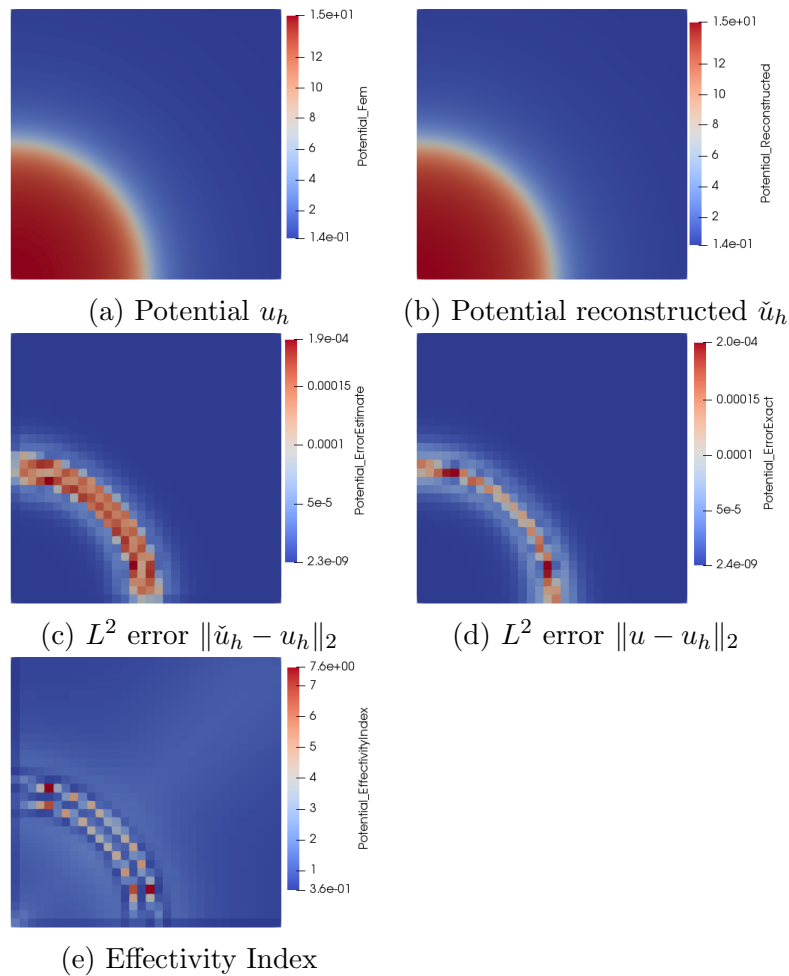 1.5e+01
10
8
6
4
2
1.4e-01
Potential_Fem
(a) Potential u_h
1.5e+01
12
10
8
6
4
2
1.4e-01
Potential_Reconstructed
(b) Potential reconstructed ǔ_h
1.9e-04
0.00015
0.0001
5e-5
2.3e-09
Potential_ErrorEstimate
(c) L² error ‖ǔ_h − u_h‖₂
2.0e-04
0.00015
0.0001
5e-5
2.4e-09
Potential_ErrorExact
(d) L² error ‖u − u_h‖₂
7.6e+00
7
6
5
4
3
2
1
3.6e-01
Potential_EffectivityIndex
(e) Effectivity Index